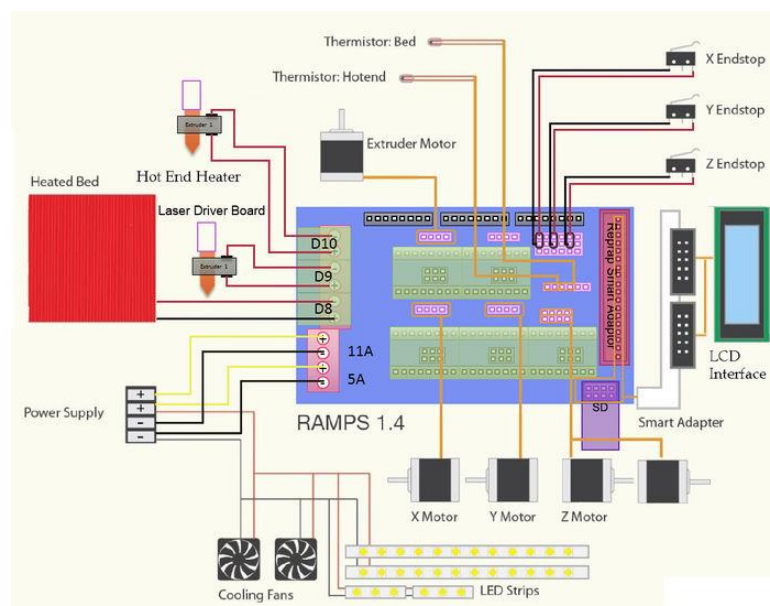 Thermistor: Bed
Thermistor: Hotend
X Endstop
Y Endstop
Z Endstop
Extruder 1
Extruder Motor
Hot End Heater
Heated Bed
Laser Driver Board
Extruder 1
D10
D9
D8
11A
5A
Reprap Smart Adaptor
LCD
Interface
Power Supply
+
+
-
-
+
+
RAMPS 1.4
SD
Smart Adapter
X Motor
Y Motor
Z Motor
Cooling Fans
LED Strips